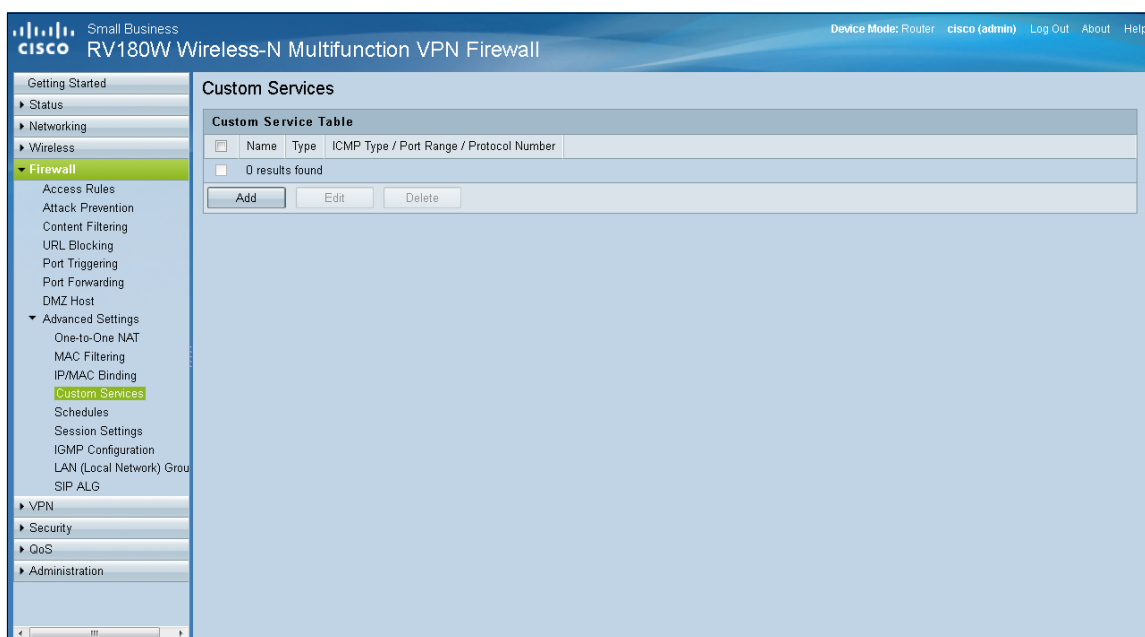 Small Business
CISCO RV180W Wireless-N Multifunction VPN Firewall
Device Mode: Router cisco (admin) Log Out About Help
Getting Started
Status
Networking
Wireless
Firewall
Access Rules
Attack Prevention
Content Filtering
URL Blocking
Port Triggering
Port Forwarding
DMZ Host
Advanced Settings
One-to-One NAT
MAC Filtering
IP/MAC Binding
Custom Services
Schedules
Session Settings
IGMP Configuration
LAN (Local Network) Grou
SIP ALG
VPN
Security
QoS
Administration
Custom Services
Custom Service Table
Name Type ICMP Type / Port Range / Protocol Number
0 results found
Add Edit Delete